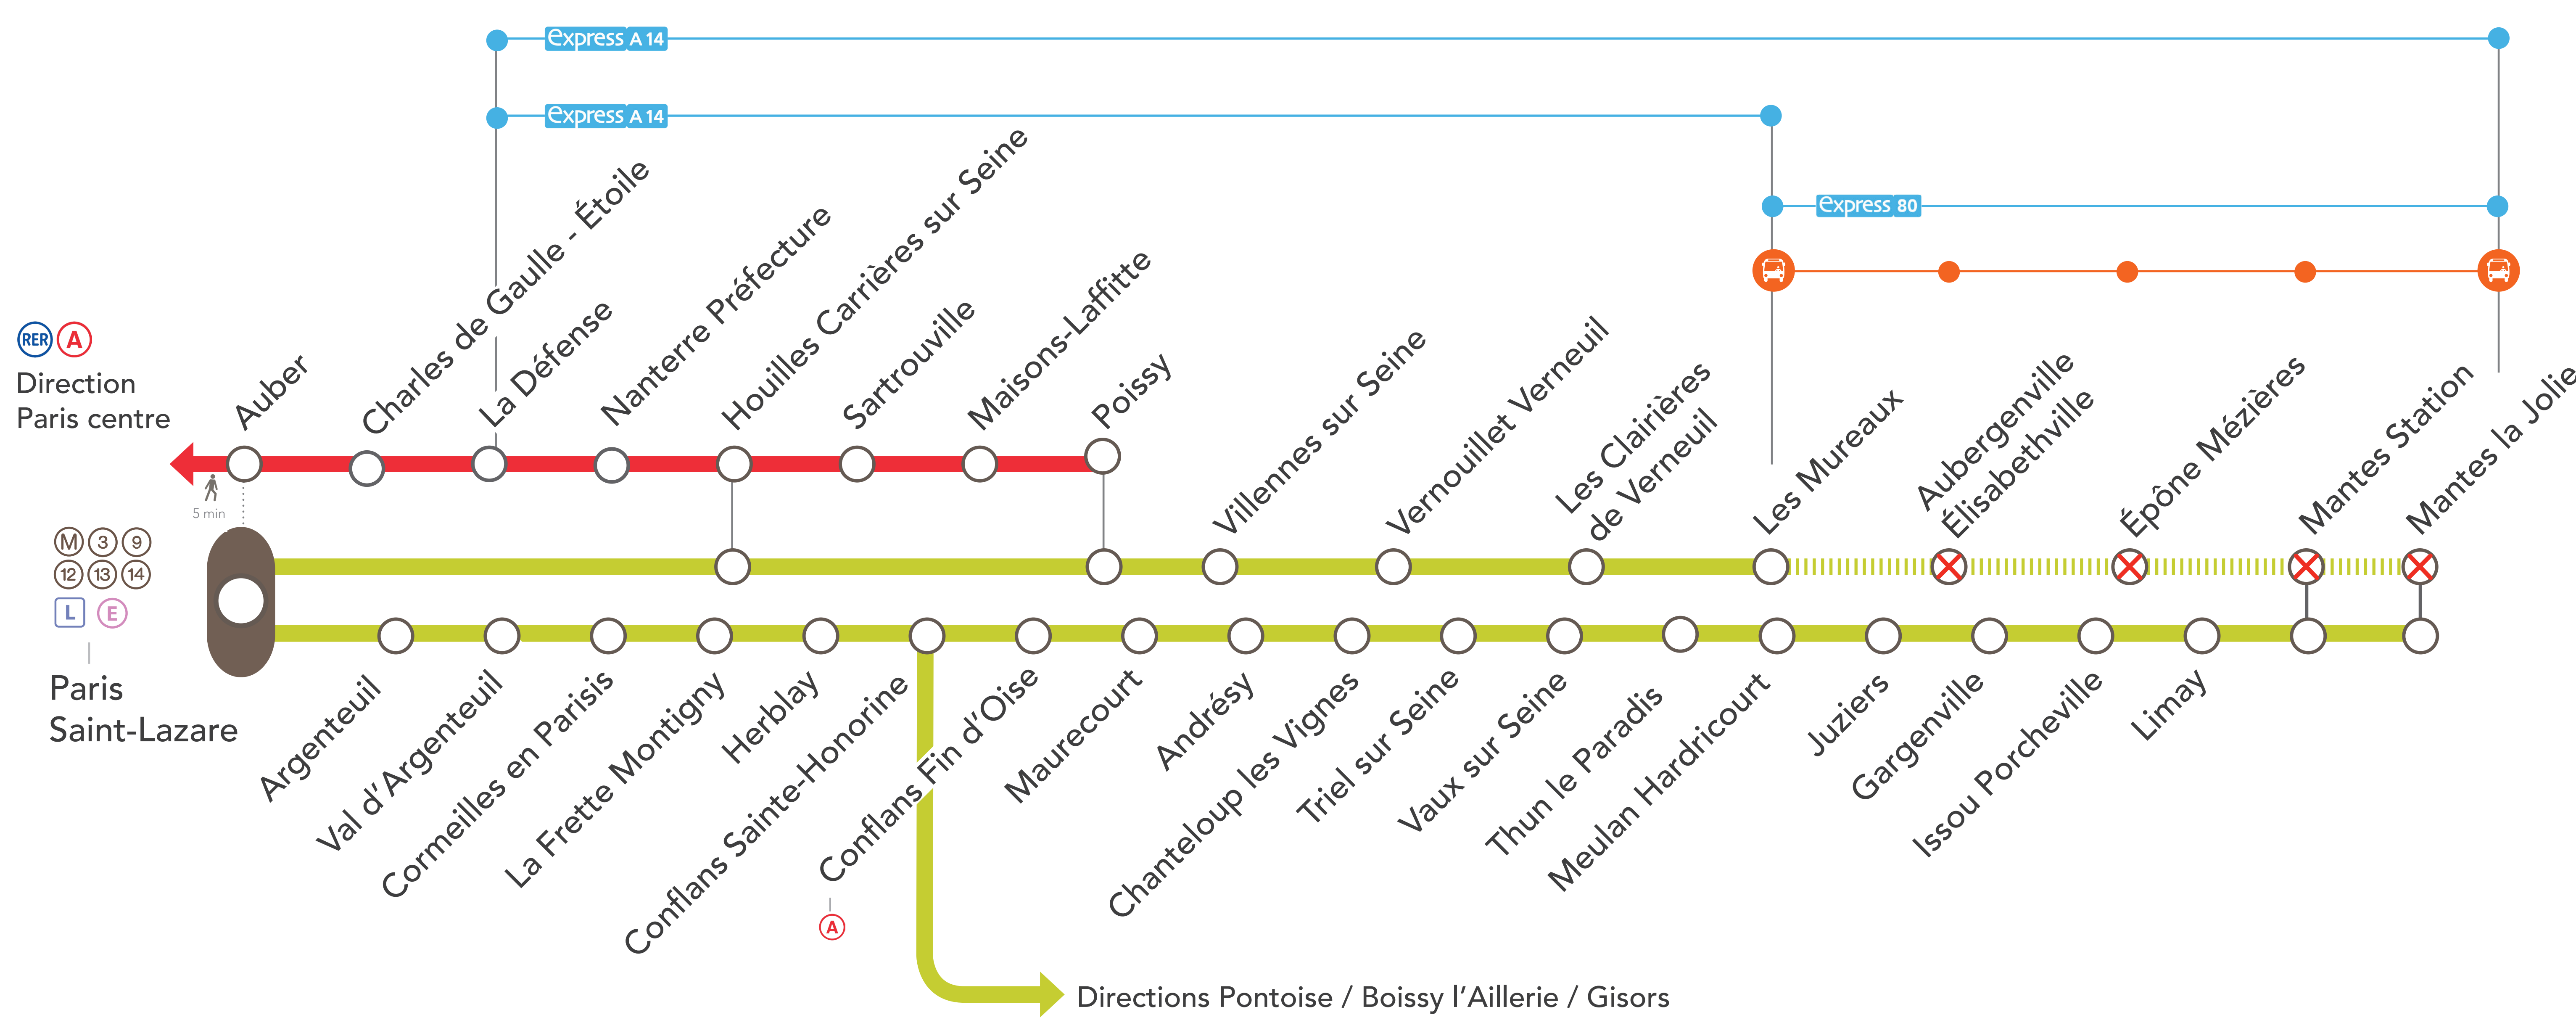 express A 14
express A 14
express 80
RER A
Direction
Paris centre
Auber
Charles de Gaulle - Étoile
La Défense
Nanterre Préfecture
Houilles Carrières sur Seine
Sartrouville
Maisons-Laffitte
Poissy
5 min
Villennes sur Seine
Vernouillet Verneuil
Les Clairières
de Verneuil
Les Mureaux
Aubergenville
Élisabethville
Épône Mézières
Mantes Station
Mantes la Jolie
M 3 9
12 13 14
L E
Paris
Saint-Lazare
Argenteuil
Val d'Argenteuil
Cormeilles en Parisis
La Frette Montigny
Herblay
Conflans Sainte-Honorine
Conflans Fin d'Oise
A
Maurecourt
Andrésy
Chanteloup les Vignes
Triel sur Seine
Vaux sur Seine
Thun le Paradis
Meulan Hardricourt
Juziers
Gargenville
Issou Porcheville
Limay
Directions Pontoise / Boissy l'Aillerie / Gisors